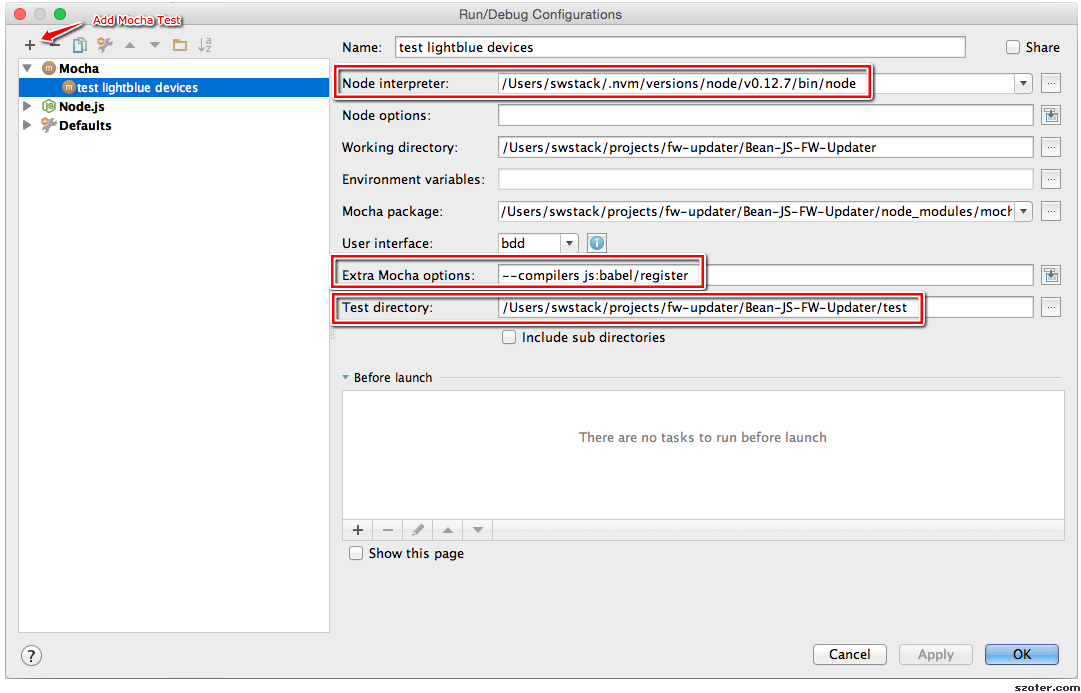 Run/Debug Configurations
Add Mocha Test
Name: test lightblue devices Share
Mocha
test lightblue devices
Node.js
Defaults
Node interpreter: /Users/swstack/.nvm/versions/node/v0.12.7/bin/node
Node options:
Working directory: /Users/swstack/projects/fw-updater/Bean-JS-FW-Updater
Environment variables:
Mocha package: /Users/swstack/projects/fw-updater/Bean-JS-FW-Updater/node_modules/moch
User interface: bdd
Extra Mocha options: --compilers js:babel/register
Test directory: /Users/swstack/projects/fw-updater/Bean-JS-FW-Updater/test
Include sub directories
Before launch
There are no tasks to run before launch
Show this page
? Cancel Apply OK
szoter.com